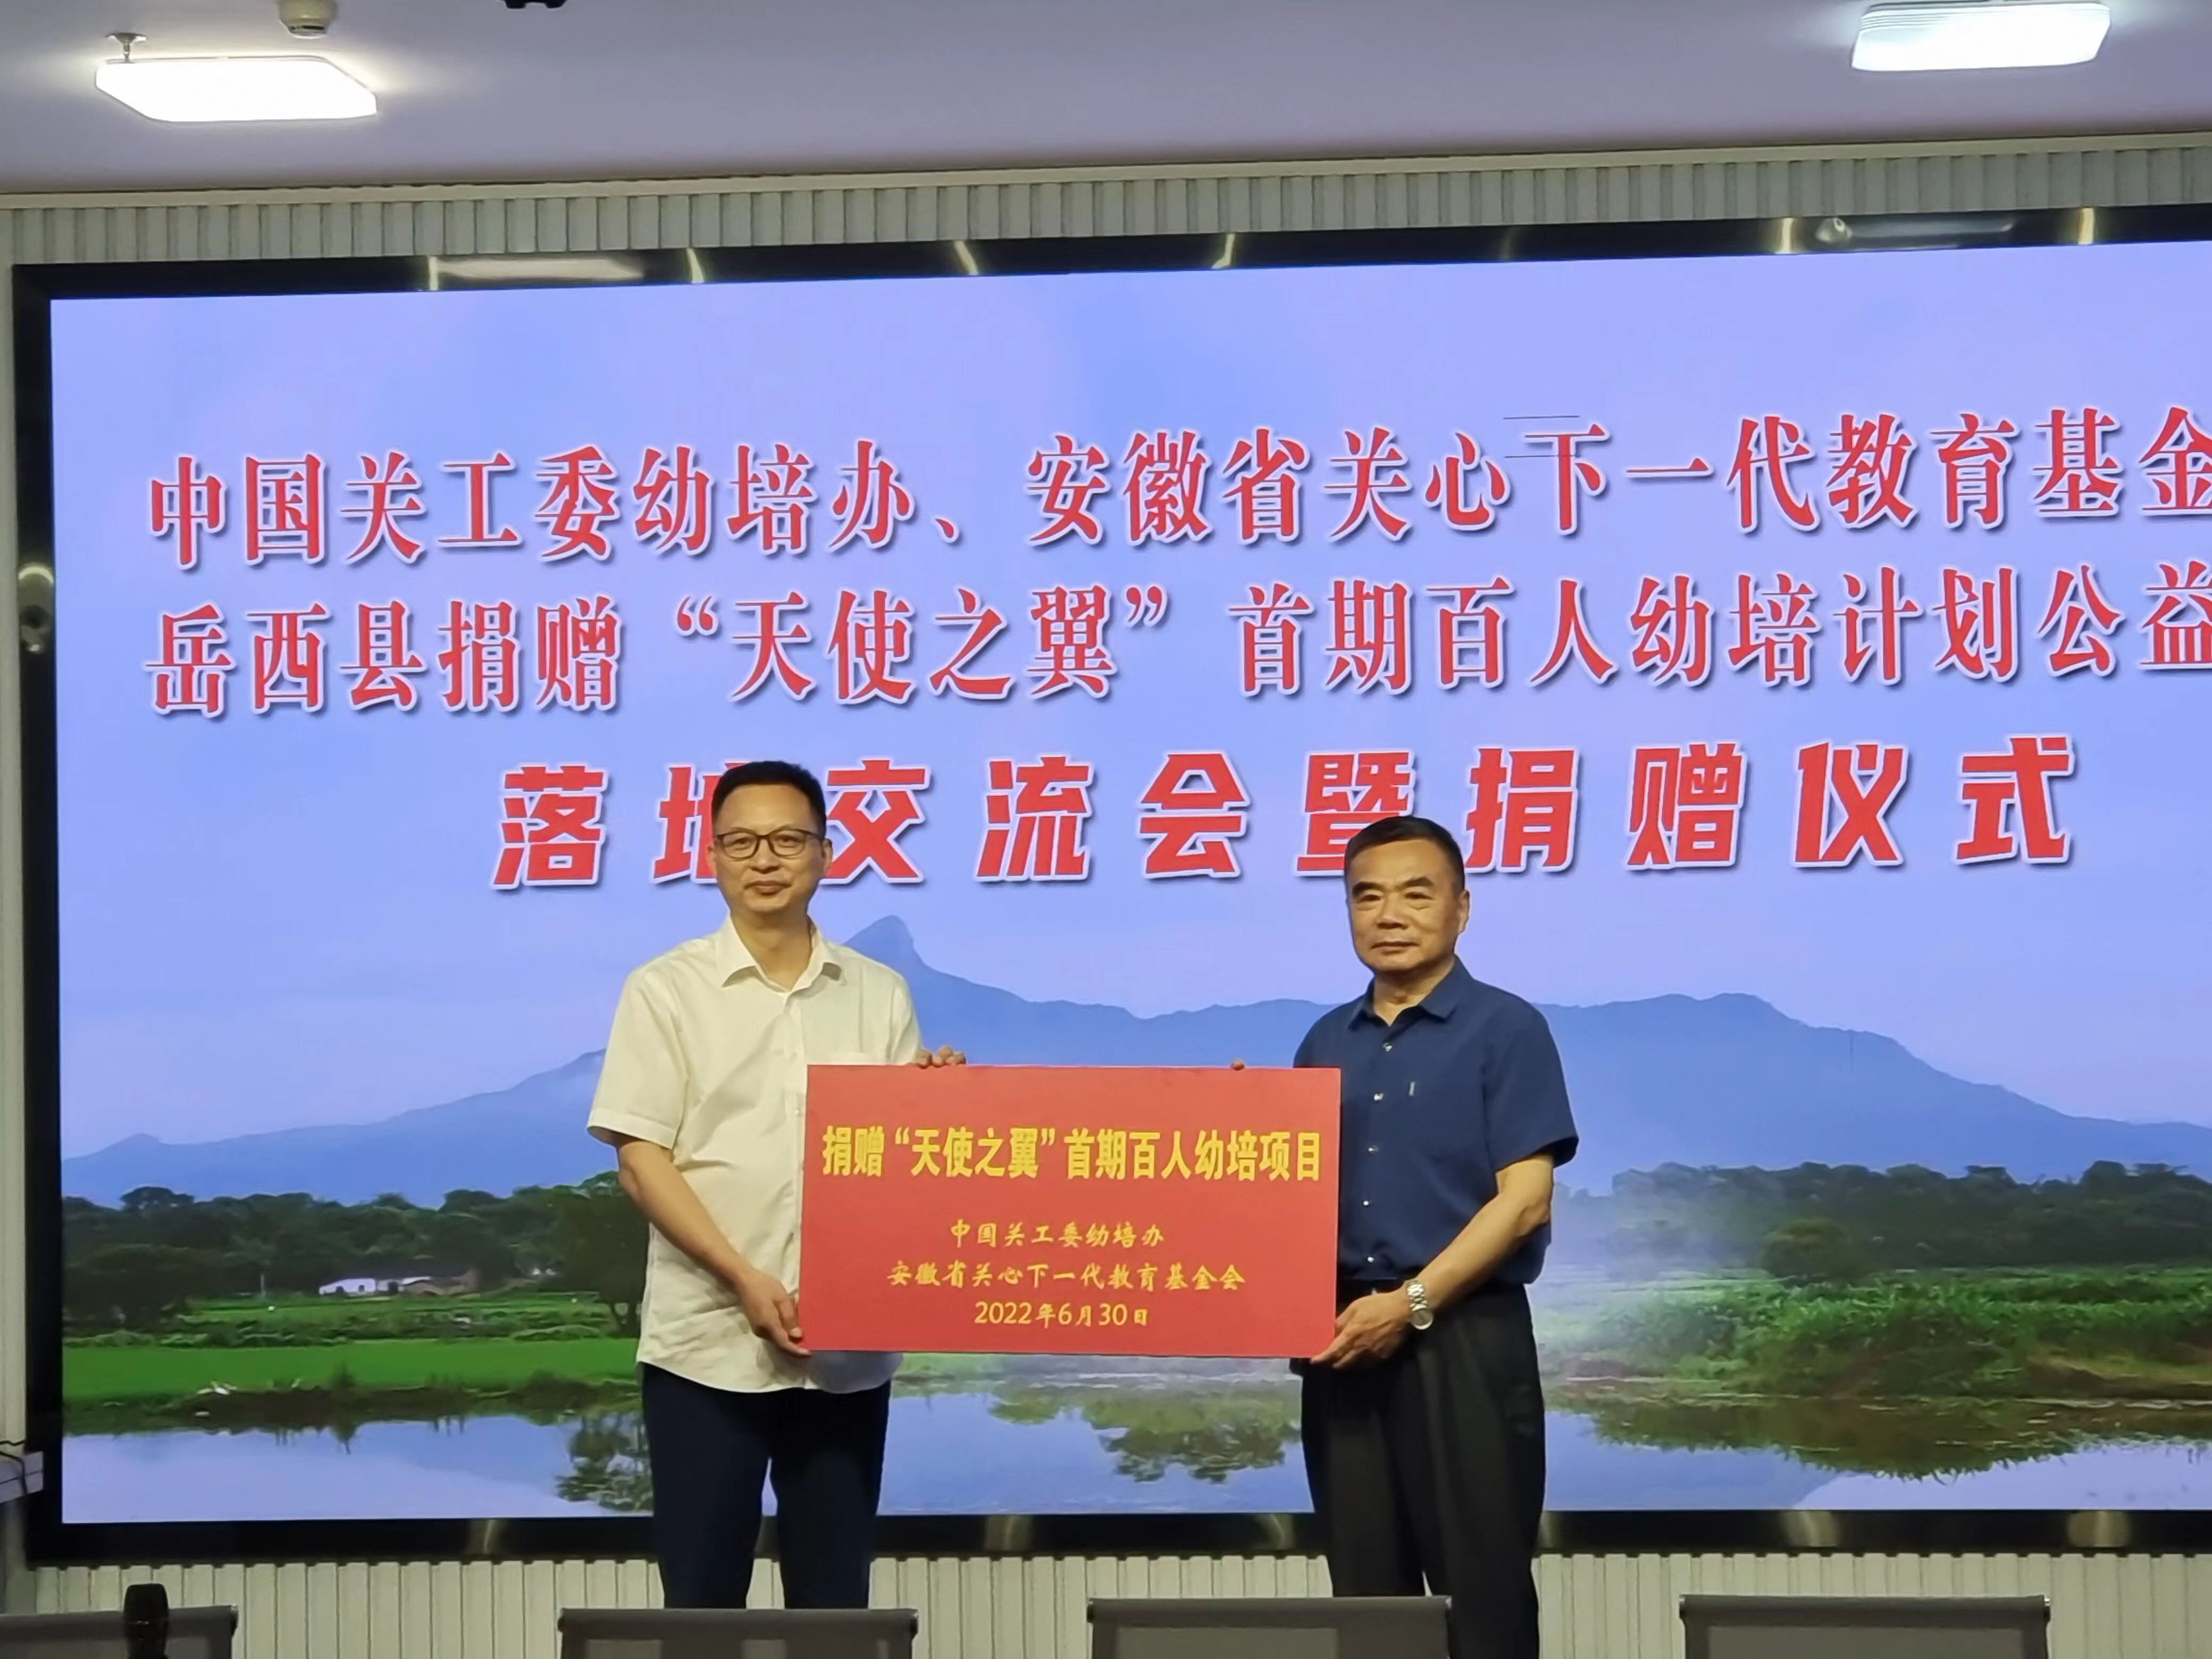 中国关工委幼培办、安徽省关心下一代教育基金
岳西县捐赠“天使之翼”首期百人幼培计划公益
落地交流会暨捐赠仪式
捐赠“天使之翼”首期百人幼培项目
中国关工委幼培办
安徽省关心下一代教育基金会
2022年6月30日